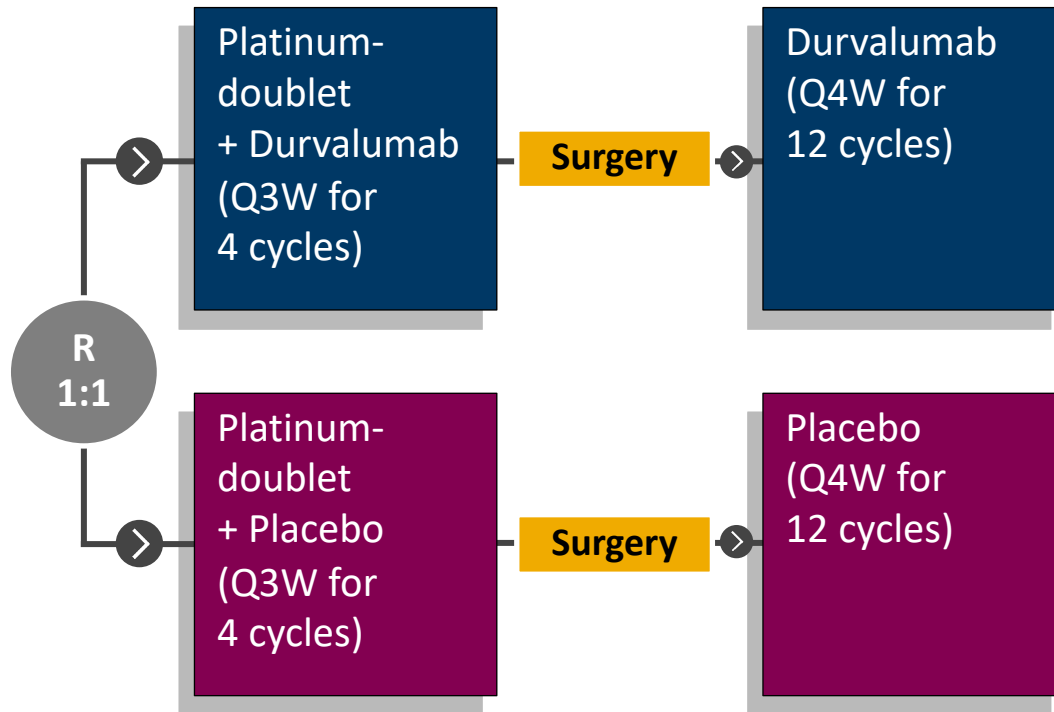 Platinum-
doublet
+ Durvalumab
(Q3W for
4 cycles)
Surgery
Durvalumab
(Q4W for
12 cycles)
R
1:1
Platinum-
doublet
+ Placebo
(Q3W for
4 cycles)
Surgery
Placebo
(Q4W for
12 cycles)